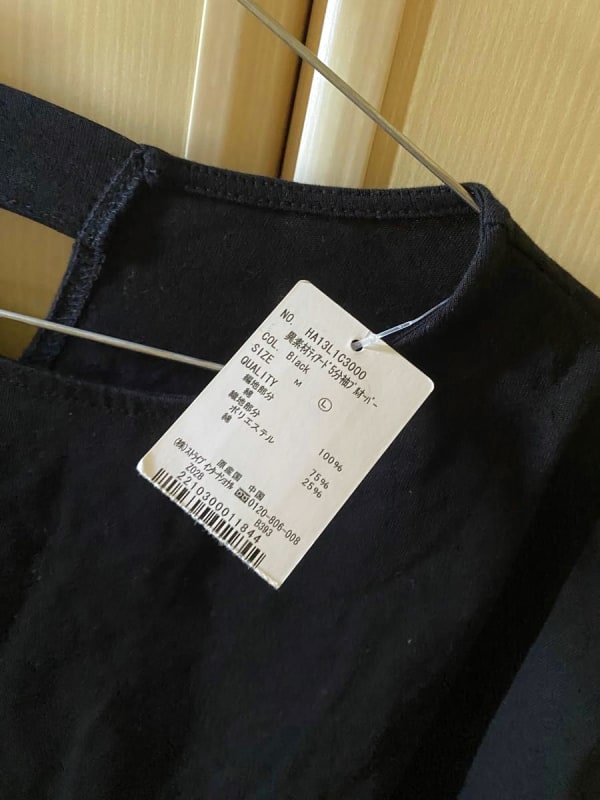 NO. HA13L1C3000
異素材ﾃｨｱｰﾄﾞ5分袖ﾌﾟﾙｵｰﾊﾞｰ
COL. Black
SIZE M Ⓛ
QUALITY
編地部分
綿 100%
織地部分
ポリエステル 75%
綿 25%
原産国 中国
(株)ｽﾄﾗｲﾌﾟｲﾝﾀｰﾅｼｮﾅﾙ 0120-806-008
Z028 B393
221030001 1844